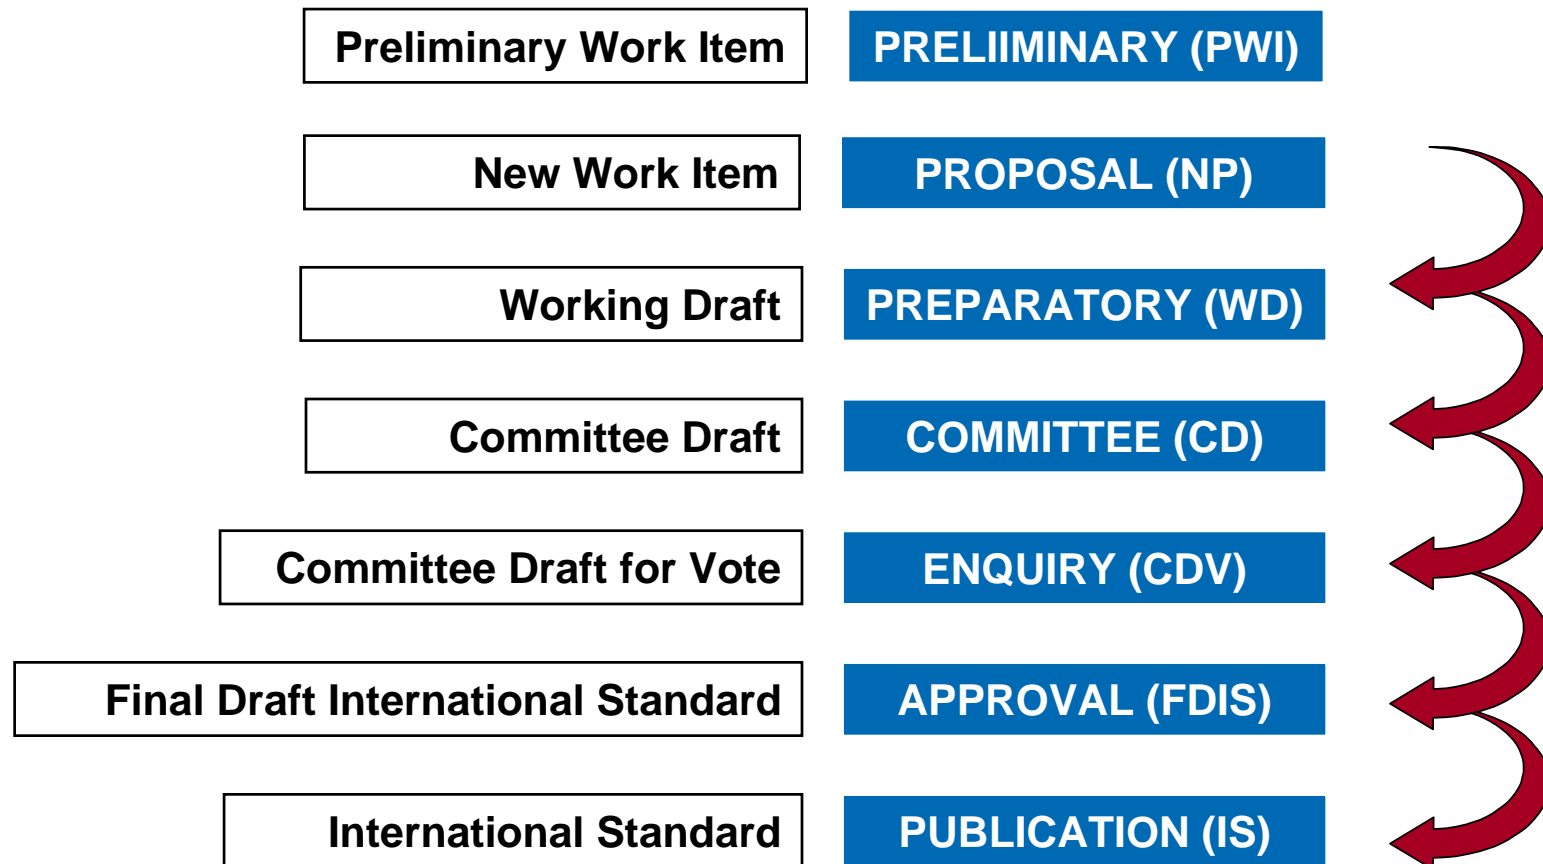 Preliminary Work Item
PRELIIMINARY (PWI)
New Work Item
PROPOSAL (NP)
Working Draft
PREPARATORY (WD)
Committee Draft
COMMITTEE (CD)
Committee Draft for Vote
ENQUIRY (CDV)
Final Draft International Standard
APPROVAL (FDIS)
International Standard
PUBLICATION (IS)